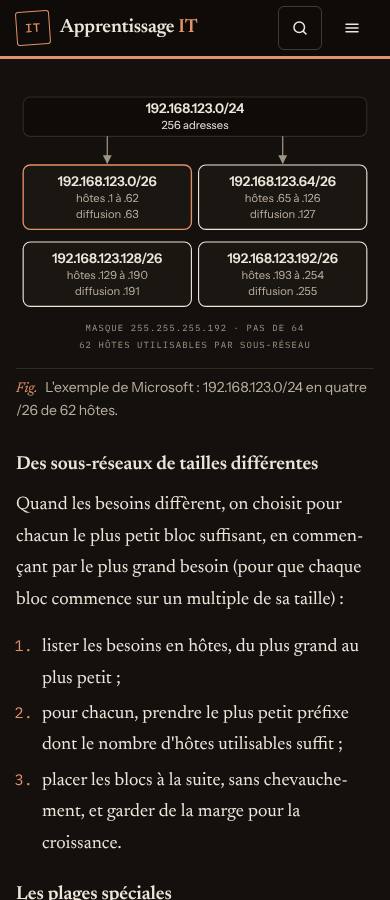 IT Apprentissage IT
192.168.123.0/24
256 adresses
192.168.123.0/26
hôtes .1 à .62
diffusion .63
192.168.123.64/26
hôtes .65 à .126
diffusion .127
192.168.123.128/26
hôtes .129 à .190
diffusion .191
192.168.123.192/26
hôtes .193 à .254
diffusion .255
MASQUE 255.255.255.192 · PAS DE 64
62 HÔTES UTILISABLES PAR SOUS-RÉSEAU
Fig. L'exemple de Microsoft : 192.168.123.0/24 en quatre
/26 de 62 hôtes.
Des sous-réseaux de tailles différentes
Quand les besoins diffèrent, on choisit pour
chacun le plus petit bloc suffisant, en commen-
çant par le plus grand besoin (pour que chaque
bloc commence sur un multiple de sa taille) :
1. lister les besoins en hôtes, du plus grand au
plus petit ;
2. pour chacun, prendre le plus petit préfixe
dont le nombre d'hôtes utilisables suffit ;
3. placer les blocs à la suite, sans chevauche-
ment, et garder de la marge pour la
croissance.
Les plages spéciales